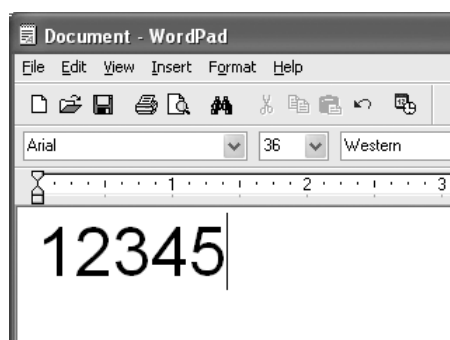 Document - WordPad
File Edit View Insert Format Help
Arial 36 Western
1 2 3
12345